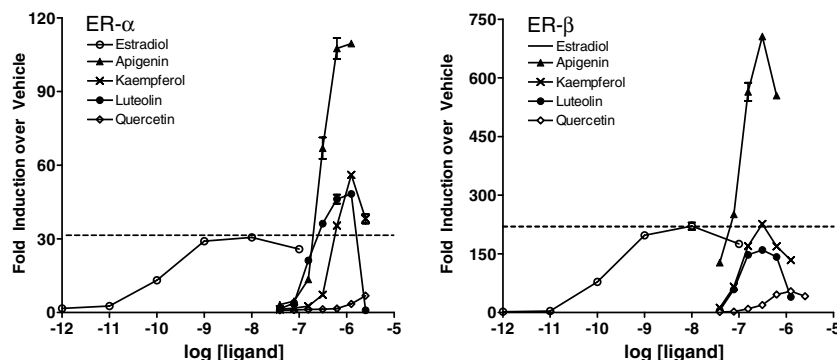 ER-α
Estradiol
Apigenin
Kaempferol
Luteolin
Quercetin
Fold Induction over Vehicle
120
90
60
30
0
-12 -11 -10 -9 -8 -7 -6 -5
log [ligand]
ER-β
Estradiol
Apigenin
Kaempferol
Luteolin
Quercetin
Fold Induction over Vehicle
750
600
450
300
150
0
-12 -11 -10 -9 -8 -7 -6 -5
log [ligand]